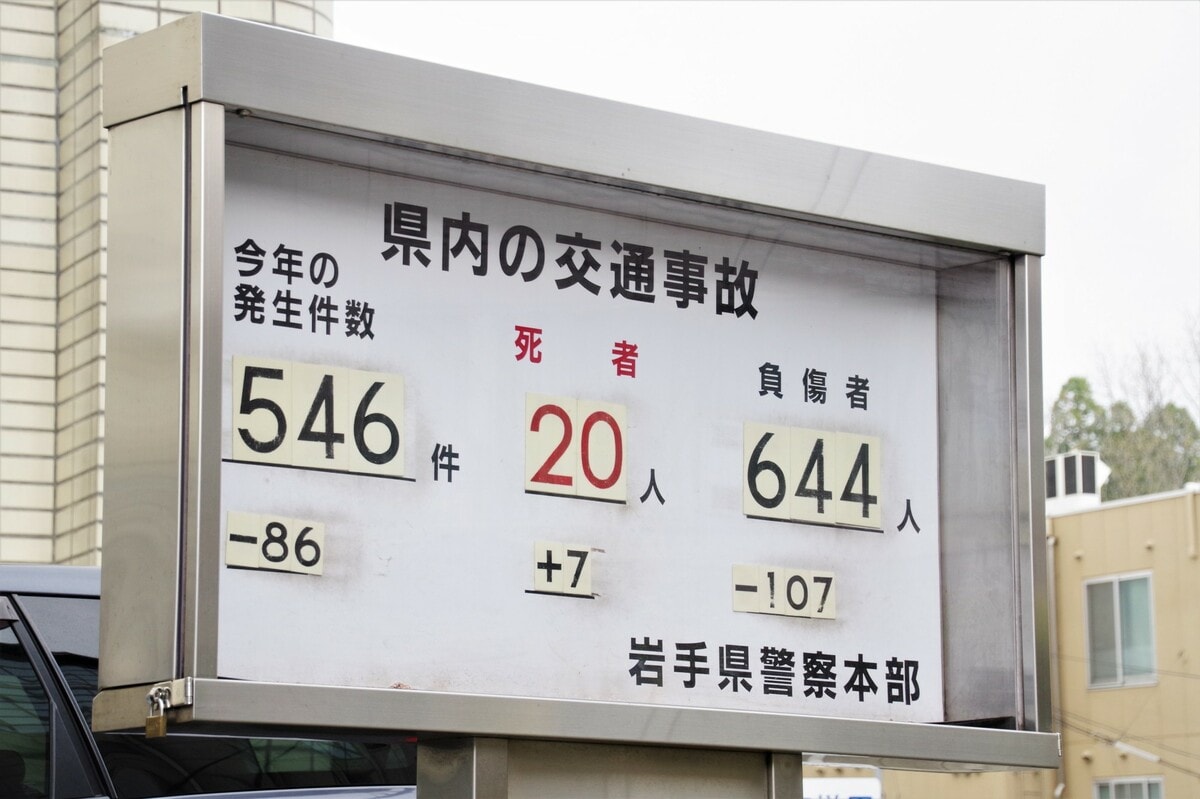 県内の交通事故
今年の
発生件数
546 件
-86
死者
20 人
+7
負傷者
644 人
-107
岩手県警察本部